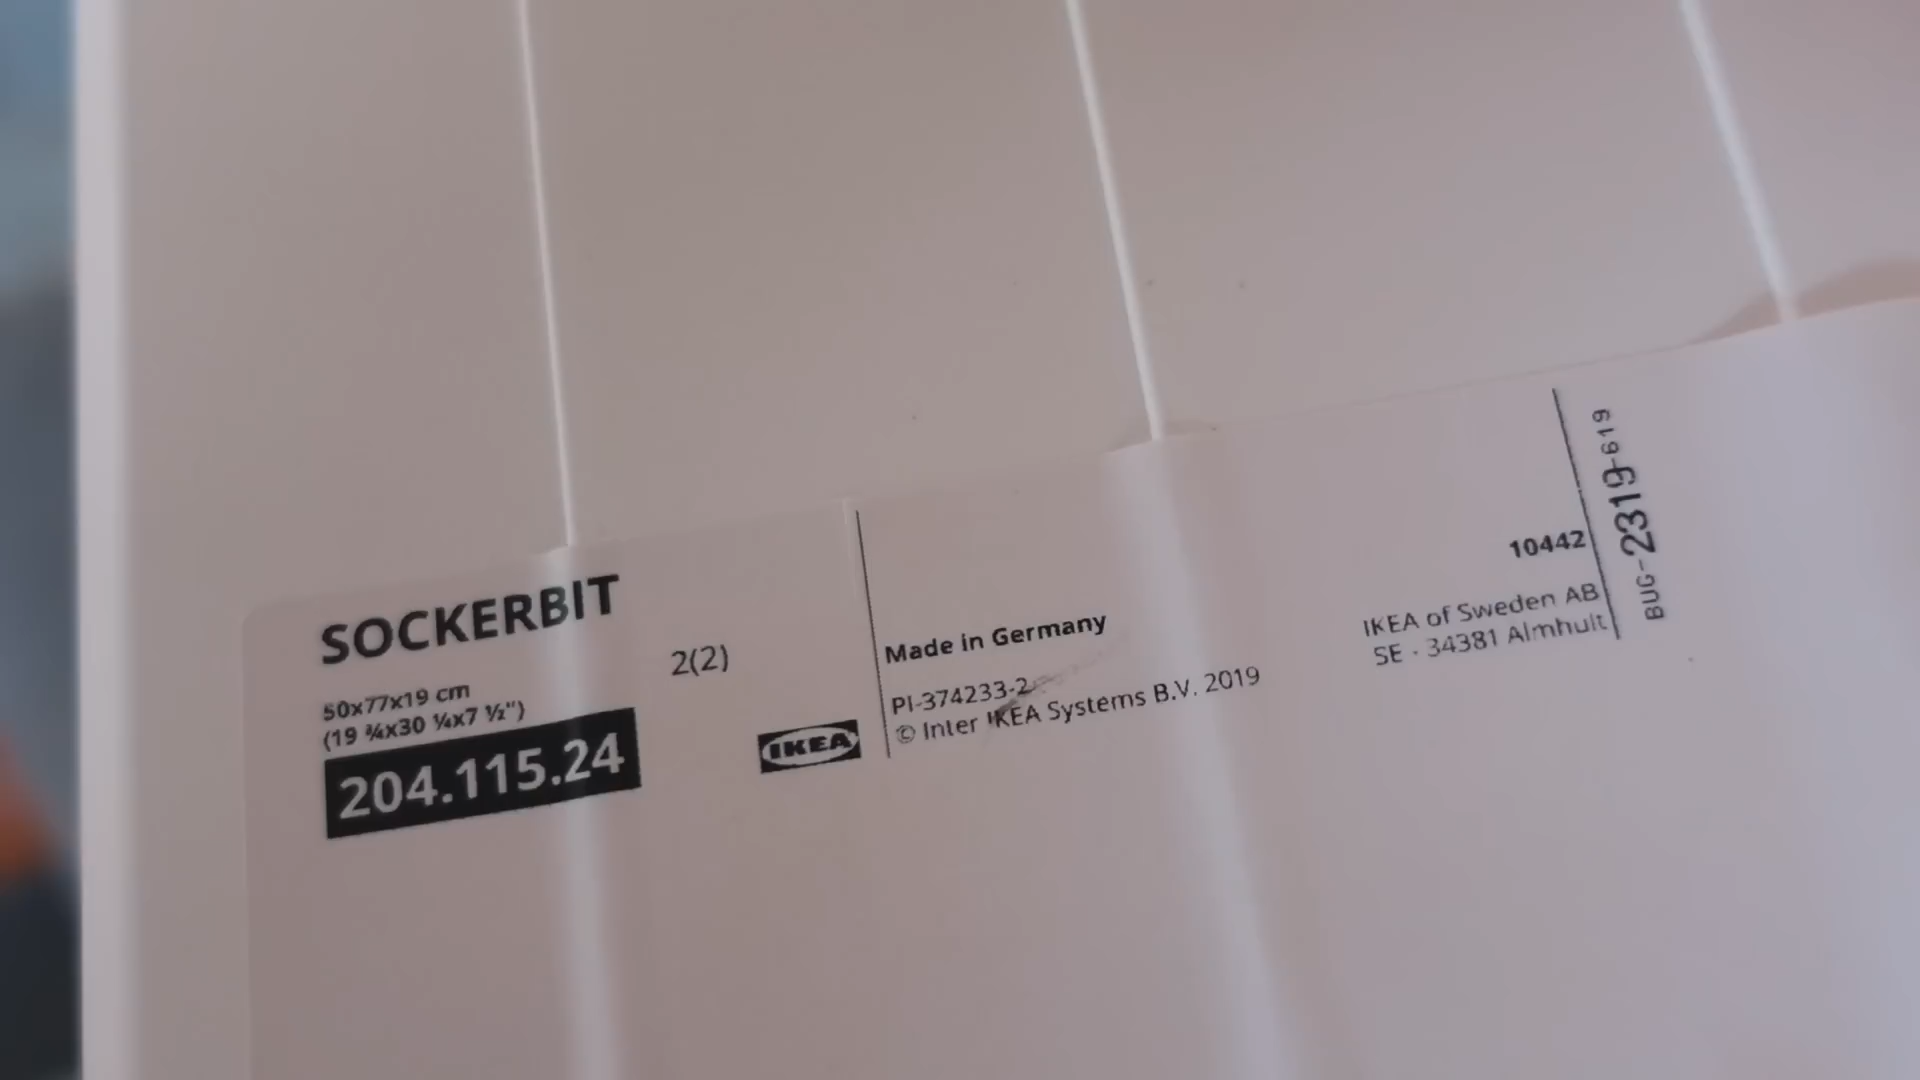 SOCKERBIT
50x77x19 cm
(19 ¾x30 ¼x7 ½")
204.115.24
2(2)
IKEA
Made in Germany
PI-374233-2
© Inter IKEA Systems B.V. 2019
10442
IKEA of Sweden AB
SE - 34381 Älmhult
BUG-2319-619